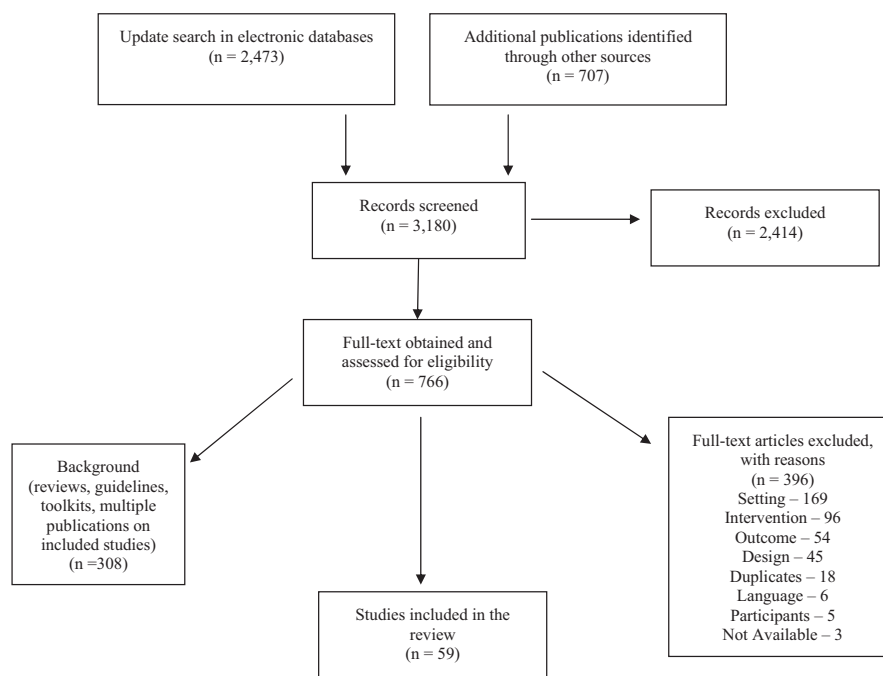 Update search in electronic databases
(n = 2,473)
Additional publications identified
through other sources
(n = 707)
Records screened
(n = 3,180)
Records excluded
(n = 2,414)
Full-text obtained and
assessed for eligibility
(n = 766)
Background
(reviews, guidelines,
toolkits, multiple
publications on
included studies)
(n =308)
Studies included in the
review
(n = 59)
Full-text articles excluded,
with reasons
(n = 396)
Setting – 169
Intervention – 96
Outcome – 54
Design – 45
Duplicates – 18
Language – 6
Participants – 5
Not Available – 3